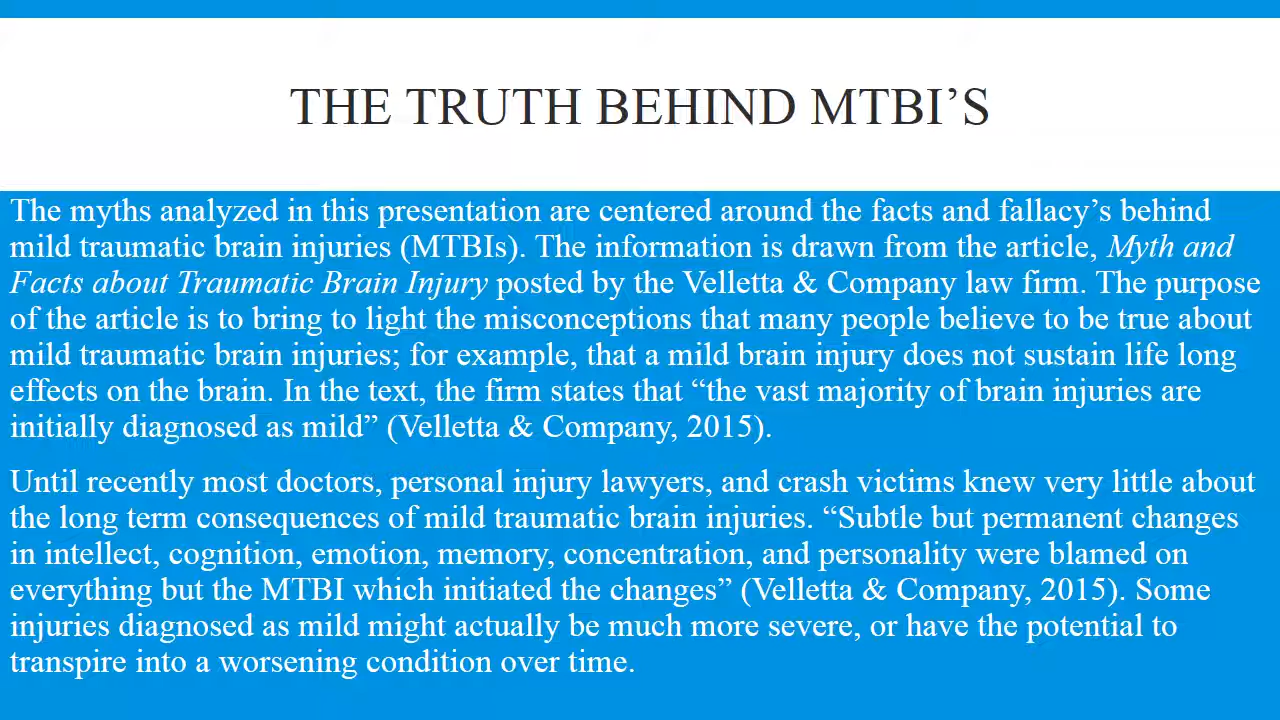 THE TRUTH BEHIND MTBI’S
The myths analyzed in this presentation are centered around the facts and fallacy’s behind
mild traumatic brain injuries (MTBIs). The information is drawn from the article, Myth and
Facts about Traumatic Brain Injury posted by the Velletta & Company law firm. The purpose
of the article is to bring to light the misconceptions that many people believe to be true about
mild traumatic brain injuries; for example, that a mild brain injury does not sustain life long
effects on the brain. In the text, the firm states that “the vast majority of brain injuries are
initially diagnosed as mild” (Velletta & Company, 2015).
Until recently most doctors, personal injury lawyers, and crash victims knew very little about
the long term consequences of mild traumatic brain injuries. “Subtle but permanent changes
in intellect, cognition, emotion, memory, concentration, and personality were blamed on
everything but the MTBI which initiated the changes” (Velletta & Company, 2015). Some
injuries diagnosed as mild might actually be much more severe, or have the potential to
transpire into a worsening condition over time.